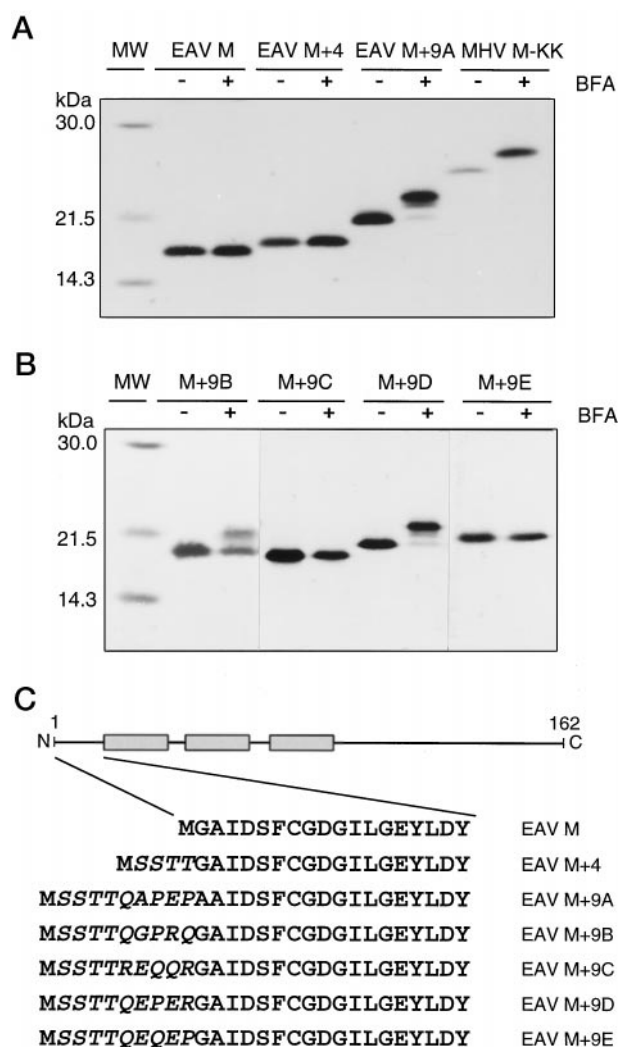 A
MW EAV M EAV M+4 EAV M+9A MHV M-KK
- + - + - + - + BFA
kDa
30.0
21.5
14.3
B
MW M+9B M+9C M+9D M+9E
- + - + - + - + BFA
kDa
30.0
21.5
14.3
C
1 162
N C
MGAIDSFCGDGILGEYLDY EAV M
MSSTTGAIDSFCGDGILGEYLDY EAV M+4
MSSTTQAPEPAAIDSFCGDGILGEYLDY EAV M+9A
MSSTTQGPRQGAIDSFCGDGILGEYLDY EAV M+9B
MSSTTREQQRGAIDSFCGDGILGEYLDY EAV M+9C
MSSTTQEPERGAIDSFCGDGILGEYLDY EAV M+9D
MSSTTQEQEPGAIDSFCGDGILGEYLDY EAV M+9E